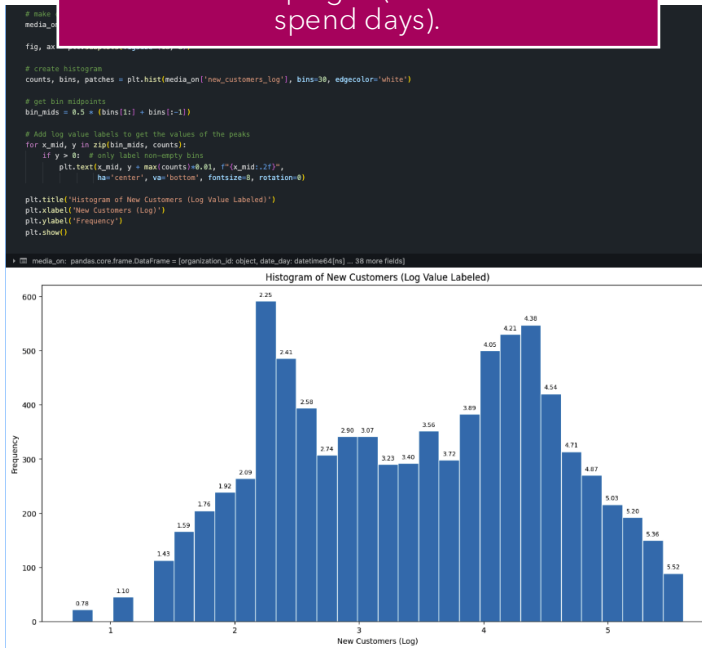 spend days).
# make
media_on
fig, ax
# create histogram
counts, bins, patches = plt.hist(media_on['new_customers_log'], bins=30, edgecolor='white')
# get bin midpoints
bin_mids = 0.5 * (bins[1:] + bins[:-1])
# Add log value labels to get the values of the peaks
for x_mid, y in zip(bin_mids, counts):
if y > 0: # only label non-empty bins
plt.text(x_mid, y + max(counts)*0.01, f"{x_mid:.2f}",
ha='center', va='bottom', fontsize=8, rotation=0)
plt.title('Histogram of New Customers (Log Value Labeled)')
plt.xlabel('New Customers (Log)')
plt.ylabel('Frequency')
plt.show()
media_on: pandas.core.frame.DataFrame = [organization_id: object, date_day: datetime64[ns] ... 38 more fields]
Histogram of New Customers (Log Value Labeled)
600
500
400
300
200
100
0
Frequency
0.78
1.10
1.43
1.59
1.76
1.92
2.09
2.25
2.41
2.58
2.74
2.90
3.07
3.23
3.40
3.56
3.72
3.89
4.05
4.21
4.38
4.54
4.71
4.87
5.03
5.20
5.36
5.52
1
2
3
4
5
New Customers (Log)